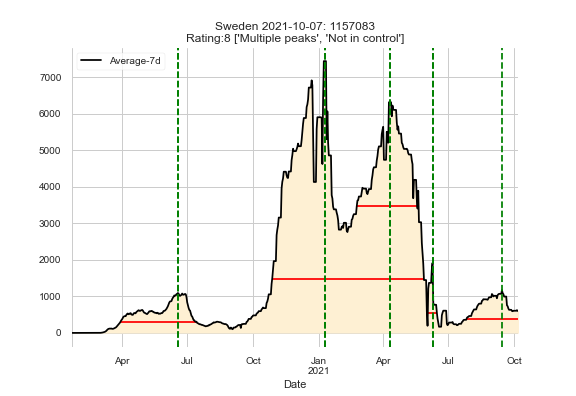 Sweden 2021-10-07: 1157083
Rating:8 ['Multiple peaks', 'Not in control']
Average-7d
7000
6000
5000
4000
3000
2000
1000
0
Apr Jul Oct Jan Apr Jul Oct
2021
Date